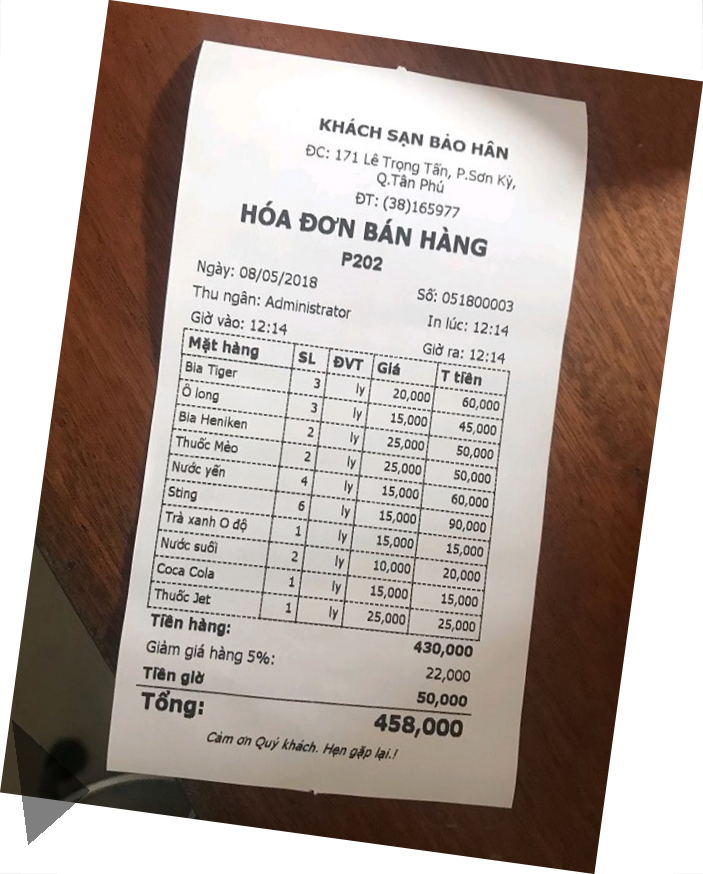 KHÁCH SẠN BẢO HÂN
ĐC: 171 Lê Trọng Tấn, P.Sơn Kỳ,
Q.Tân Phú
ĐT: (38)165977
HÓA ĐƠN BÁN HÀNG
P202
Ngày: 08/05/2018 Số: 051800003
Thu ngân: Administrator In lúc: 12:14
Giờ vào: 12:14 Giờ ra: 12:14
Mặt hàng SL ĐVT Giá T tiền
Bia Tiger 3 ly 20,000 60,000
Ô long 3 ly 15,000 45,000
Bia Heniken 2 ly 25,000 50,000
Thuốc Mèo 2 ly 25,000 50,000
Nước yến 4 ly 15,000 60,000
Sting 6 ly 15,000 90,000
Trà xanh O độ 1 ly 15,000 15,000
Nước suối 2 ly 10,000 20,000
Coca Cola 1 ly 15,000 15,000
Thuốc Jet 1 ly 25,000 25,000
Tiền hàng: 430,000
Giảm giá hàng 5%: 22,000
Tiền giờ 50,000
Tổng: 458,000
Cảm ơn Quý khách. Hẹn gặp lại.!